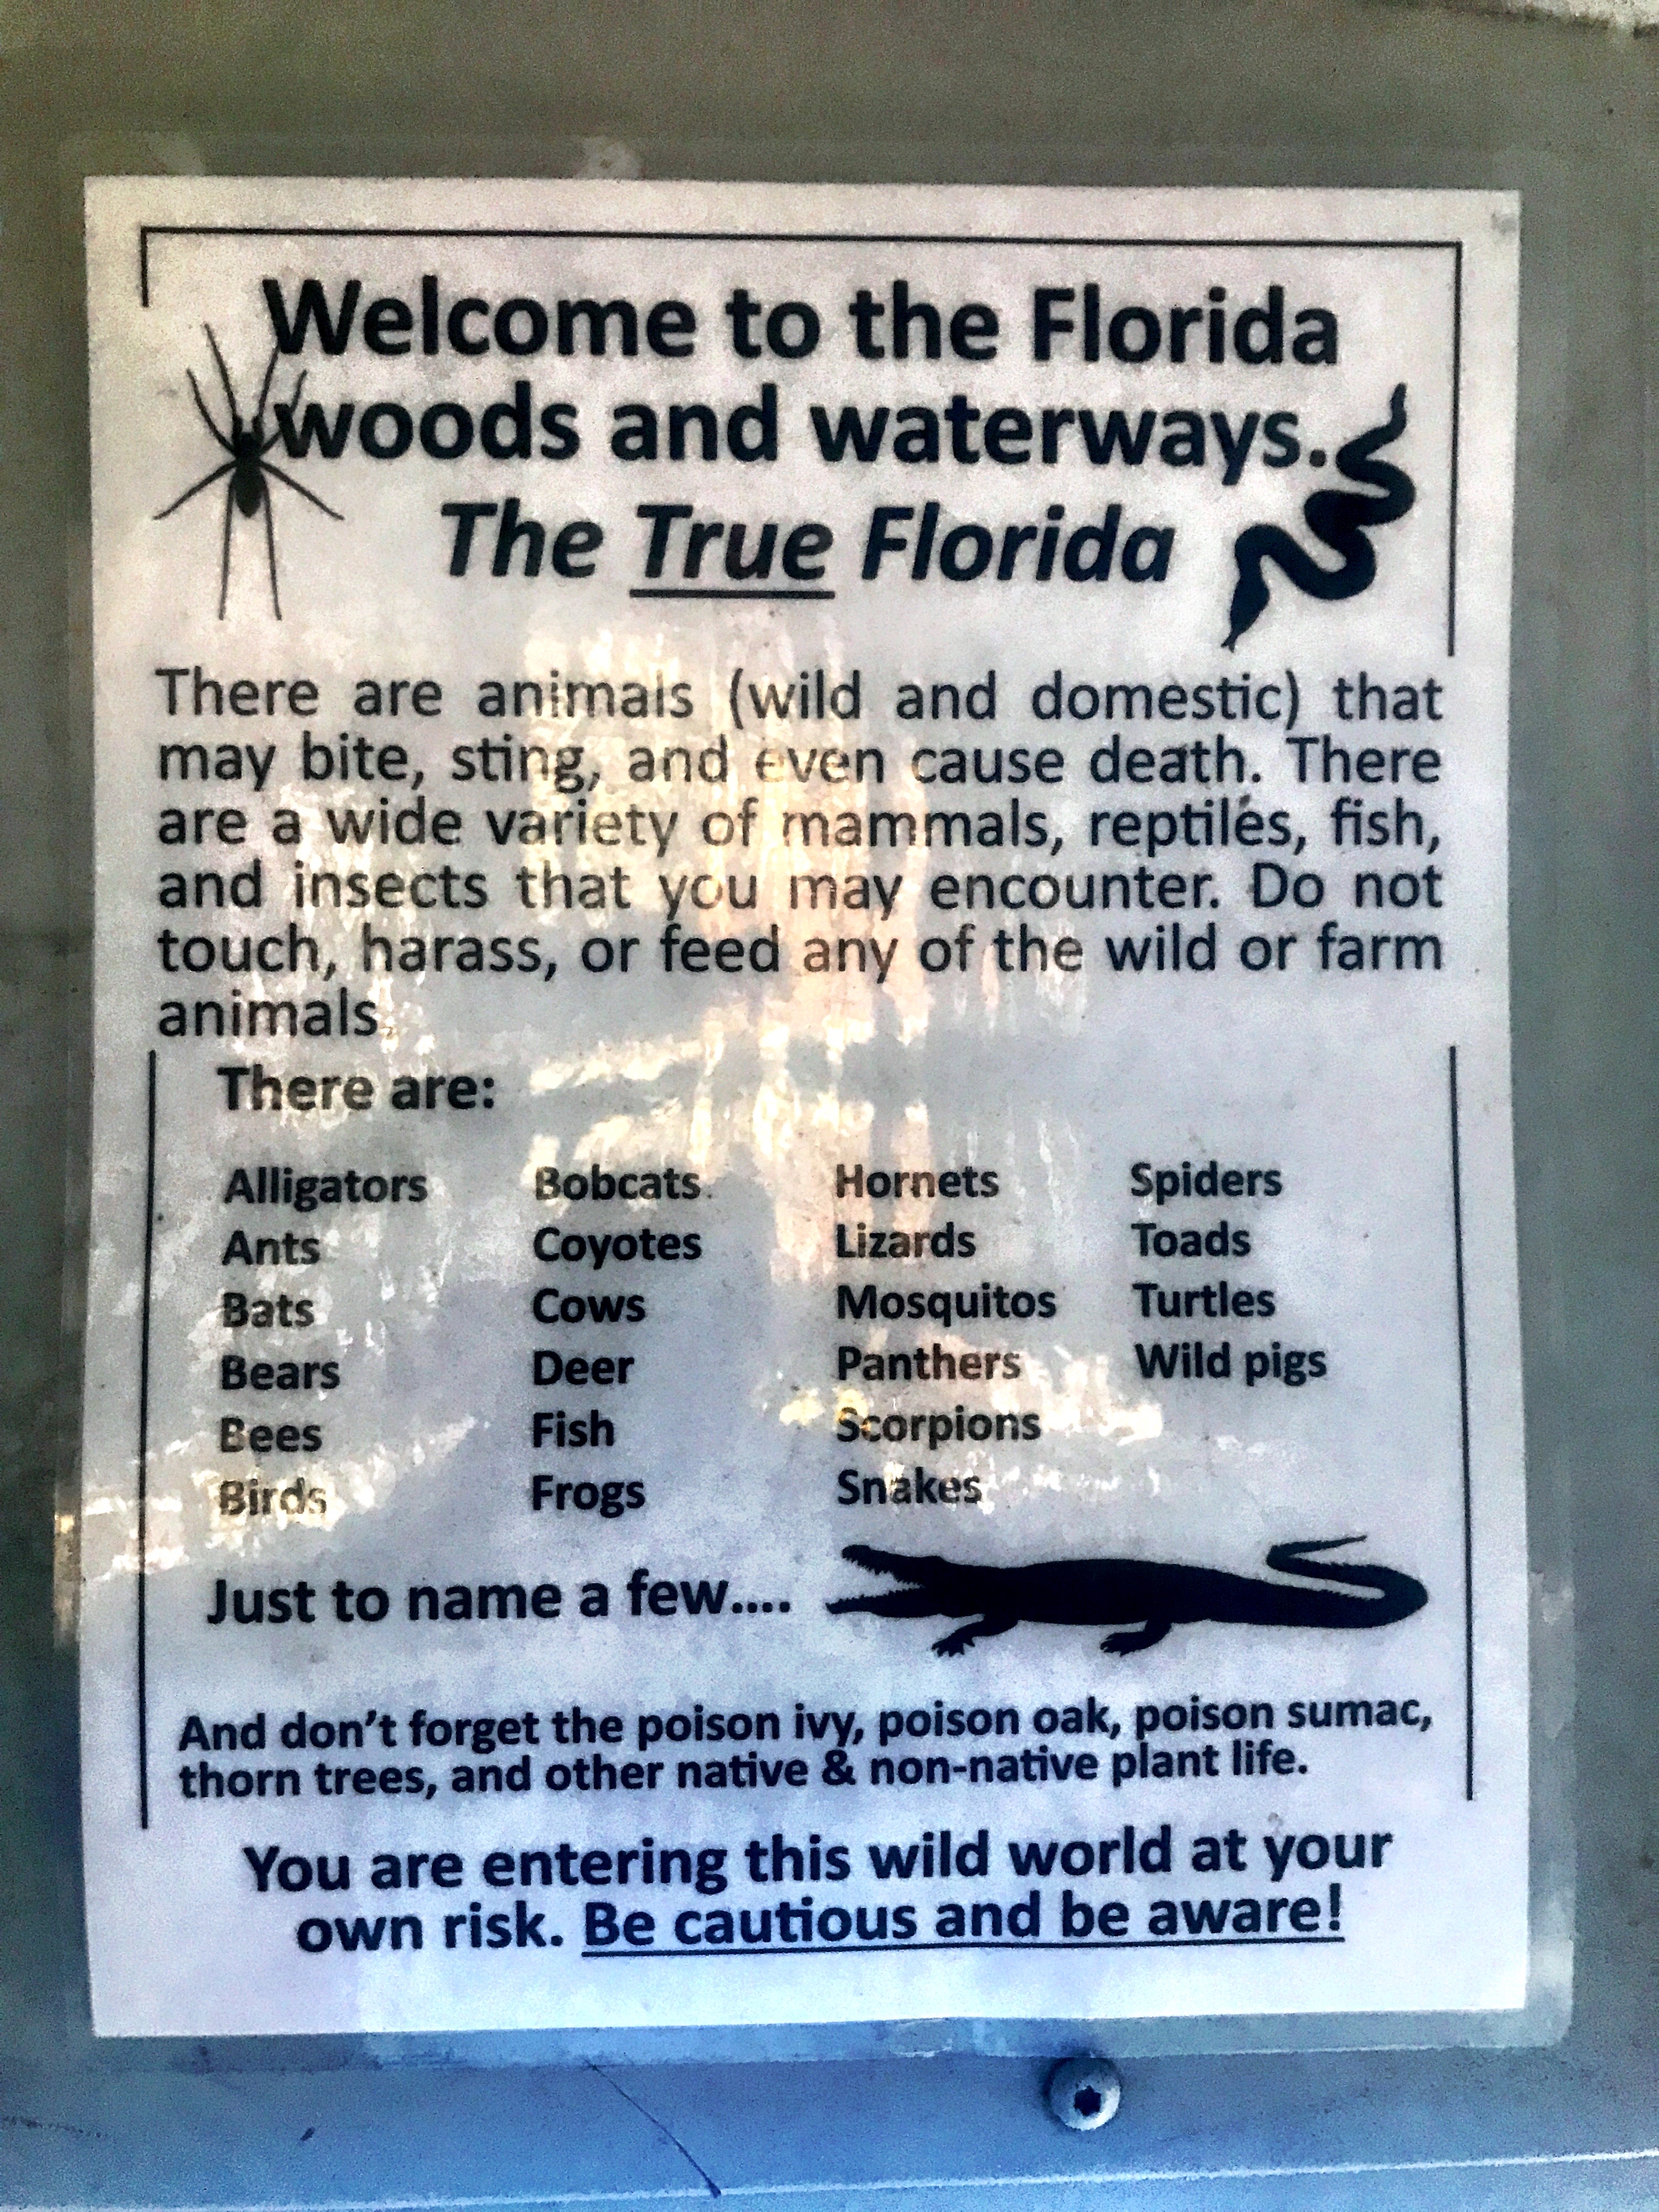 Welcome to the Florida
woods and waterways.
The True Florida
There are animals (wild and domestic) that
may bite, sting, and even cause death. There
are a wide variety of mammals, reptiles, fish,
and insects that you may encounter. Do not
touch, harass, or feed any of the wild or farm
animals.
There are:
Alligators Bobcats Hornets Spiders
Ants Coyotes Lizards Toads
Bats Cows Mosquitos Turtles
Bears Deer Panthers Wild pigs
Bees Fish Scorpions
Birds Frogs Snakes
Just to name a few....
And don't forget the poison ivy, poison oak, poison sumac,
thorn trees, and other native & non-native plant life.
You are entering this wild world at your
own risk. Be cautious and be aware!